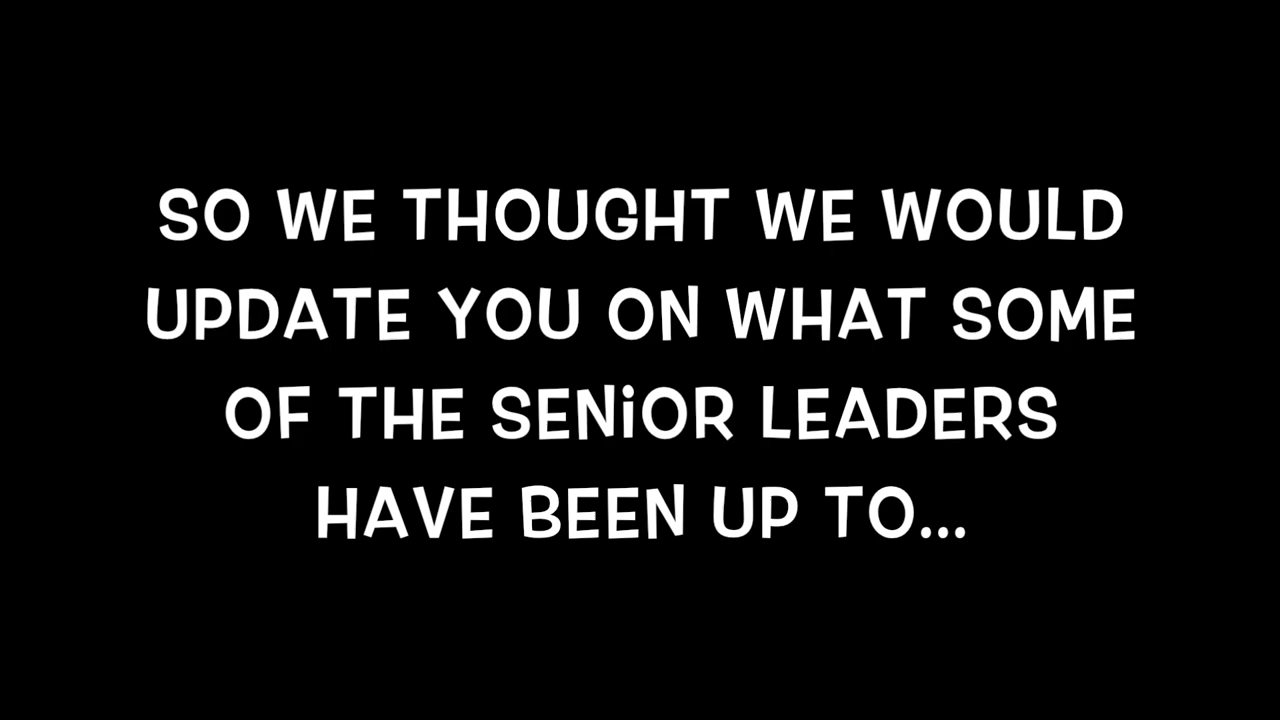 SO WE THOUGHT WE WOULD
UPDATE YOU ON WHAT SOME
OF THE SENiOR LEADERS
HAVE BEEN UP TO...